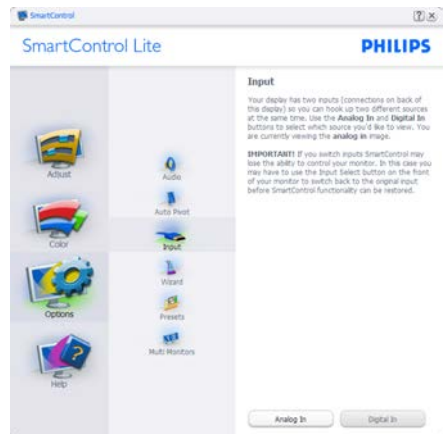 SmartControl
SmartControl Lite
PHILIPS
Adjust
Color
Options
Help
Audio
Auto Pivot
Input
Wizard
Presets
Multi Monitors
Input
Your display has two inputs (connections on back of
this display) so you can hook up two different sources
at the same time. Use the Analog In and Digital In
buttons to select which source you'd like to view. You
are currently viewing the analog in image.
IMPORTANT! If you switch inputs SmartControl may
lose the ability to control your monitor. In this case you
may have to use the Input Select button on the front
of your monitor to switch back to the original input
before SmartControl functionality can be restored.
Analog In
Digital In